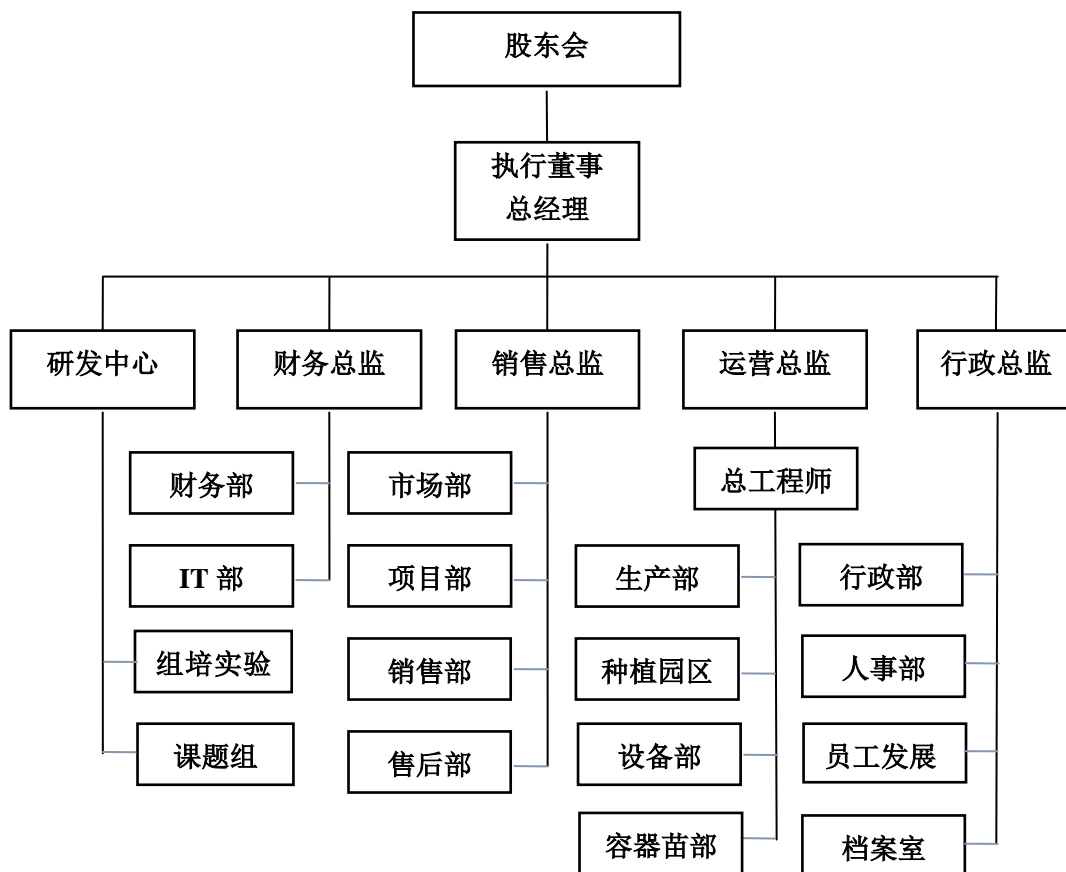 股东会
执行董事
总经理
研发中心
财务总监
销售总监
运营总监
行政总监
财务部
市场部
总工程师
IT 部
项目部
生产部
行政部
组培实验
销售部
种植园区
人事部
课题组
售后部
设备部
员工发展
容器苗部
档案室